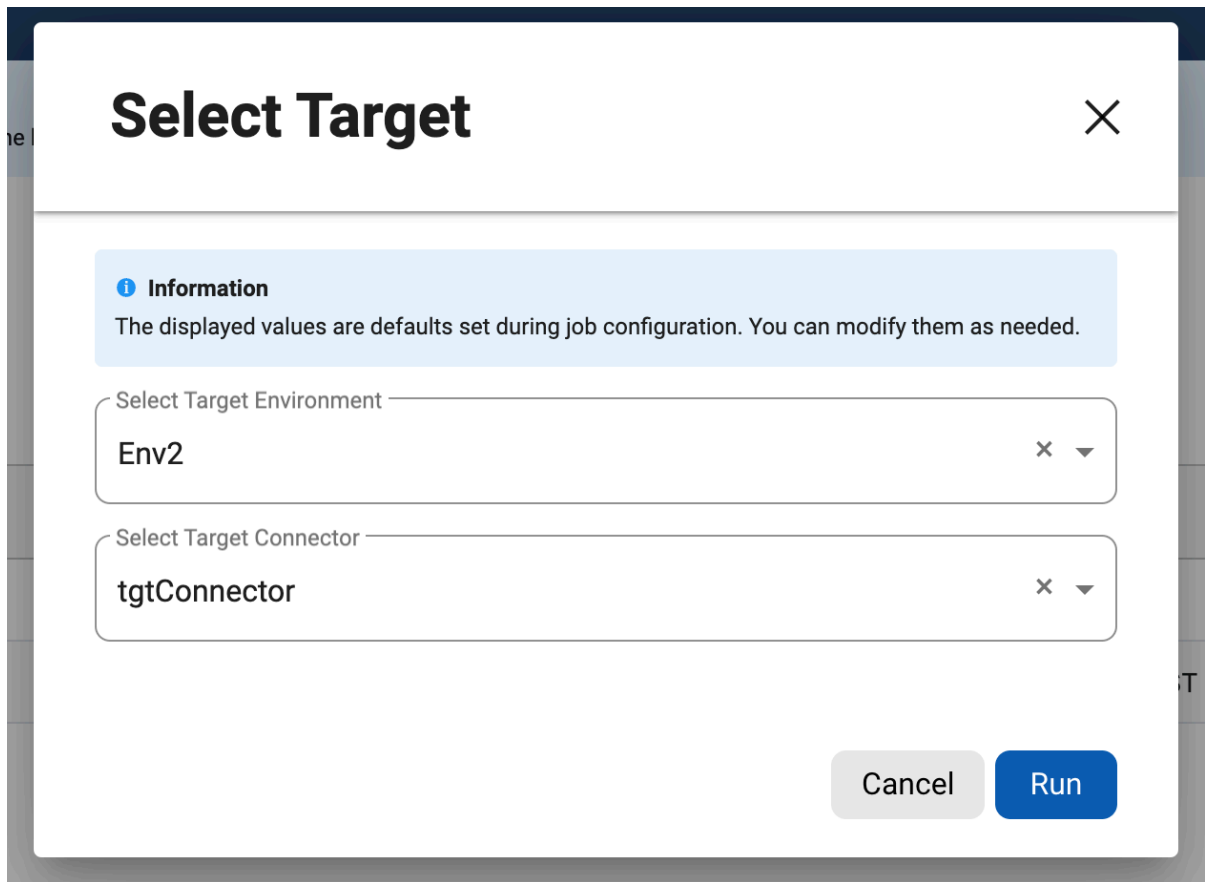 Select Target
Information
The displayed values are defaults set during job configuration. You can modify them as needed.
Select Target Environment
Env2
Select Target Connector
tgtConnector
Cancel
Run